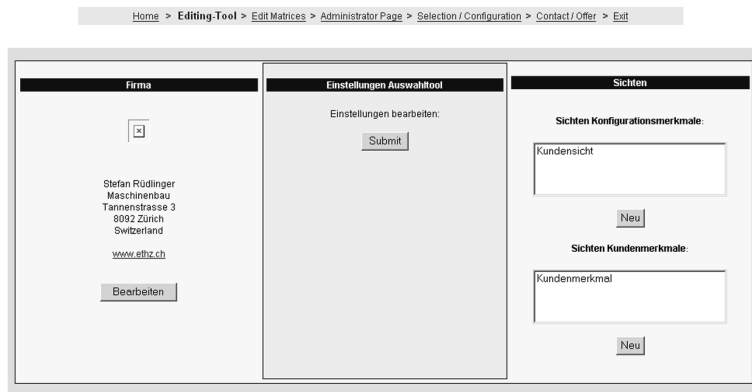 Home > Editing-Tool > Edit Matrices > Administrator Page > Selection / Configuration > Contact / Offer > Exit
Firma
Stefan Rüdlinger
Maschinenbau
Tannenstrasse 3
8092 Zürich
Switzerland
www.ethz.ch
Bearbeiten
Einstellungen Auswahltool
Einstellungen bearbeiten:
Submit
Sichten
Sichten Konfigurationsmerkmale:
Kundensicht
Neu
Sichten Kundenmerkmale:
Kundenmerkmal
Neu